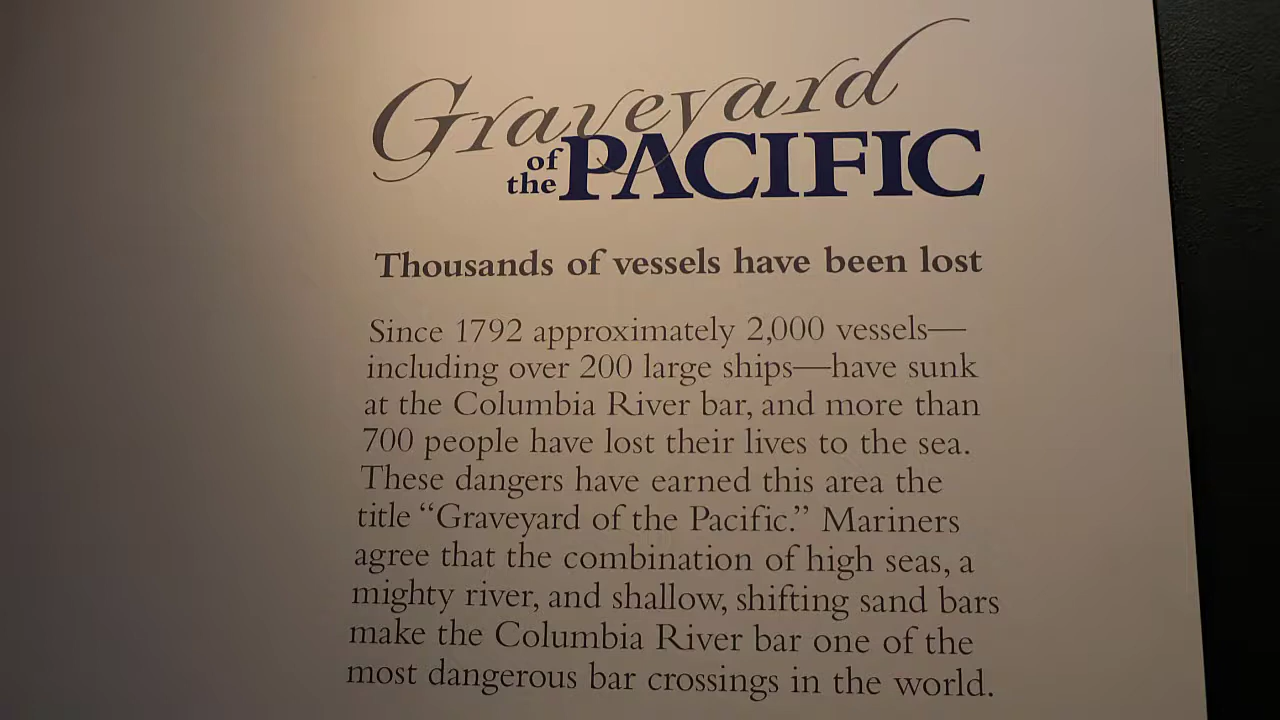 Graveyard
of the PACIFIC
Thousands of vessels have been lost
Since 1792 approximately 2,000 vessels—
including over 200 large ships—have sunk
at the Columbia River bar, and more than
700 people have lost their lives to the sea.
These dangers have earned this area the
title “Graveyard of the Pacific.” Mariners
agree that the combination of high seas, a
mighty river, and shallow, shifting sand bars
make the Columbia River bar one of the
most dangerous bar crossings in the world.